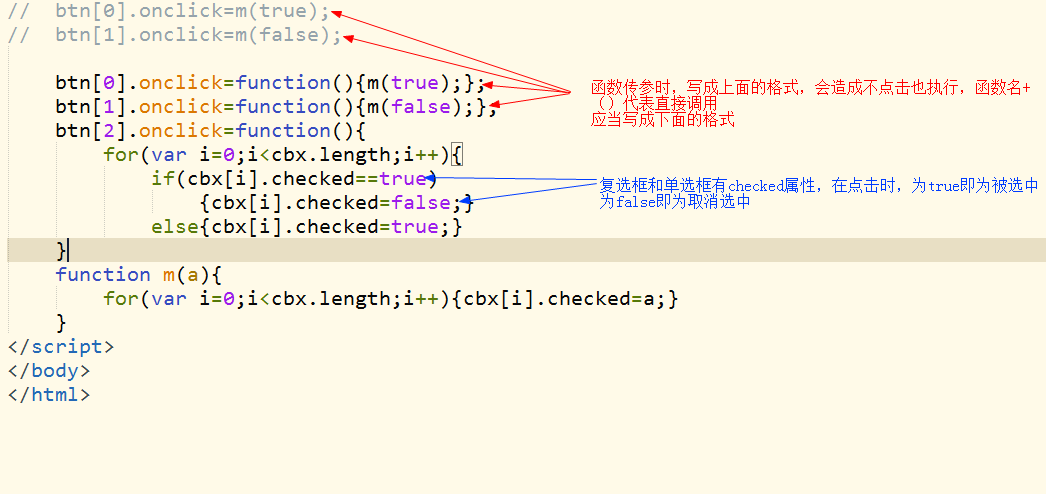 //  btn[0].onclick=m(true);
//  btn[1].onclick=m(false);
btn[0].onclick=function(){m(true);};
btn[1].onclick=function(){m(false);};
函数传参时，写成上面的格式，会造成不点击也执行，函数名+
（）代表直接调用
应当写成下面的格式
btn[2].onclick=function(){
for(var i=0;i<cbx.length;i++){
if(cbx[i].checked==true)
{cbx[i].checked=false;}
复选框和单选框有checked属性，在点击时，为true即为被选中
为false即为取消选中
else{cbx[i].checked=true;}
}
function m(a){
for(var i=0;i<cbx.length;i++){cbx[i].checked=a;}
}
</script>
</body>
</html>